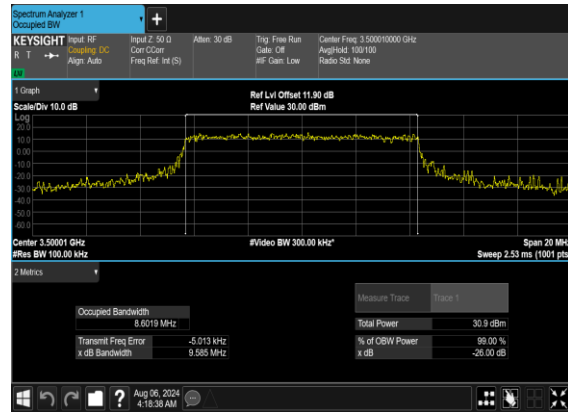 Spectrum Analyzer 1
Occupied BW
+
KEYSIGHT Input: RF Input Z: 50 Ω Atten: 30 dB Trig: Free Run Center Freq: 3.500010000 GHz
R T Coupling: DC Corr CCorr Gate: Off Avg|Hold: 100/100
Align: Auto Freq Ref: Int (S) #IF Gain: Low Radio Std: None
1 Graph
Ref Lvl Offset 11.90 dB
Scale/Div 10.0 dB Ref Value 30.00 dBm
Log
20.0
10.0
0.00
-10.0
-20.0
-30.0
-40.0
-50.0
-60.0
Center 3.50001 GHz #Video BW 300.00 kHz* Span 20 MHz
#Res BW 100.00 kHz Sweep 2.53 ms (1001 pts
2 Metrics
Measure Trace Trace 1
Occupied Bandwidth
8.6019 MHz Total Power 30.9 dBm
Transmit Freq Error -5.013 kHz % of OBW Power 99.00 %
x dB Bandwidth 9.585 MHz x dB -26.00 dB
? Aug 06, 2024
4:18:38 AM